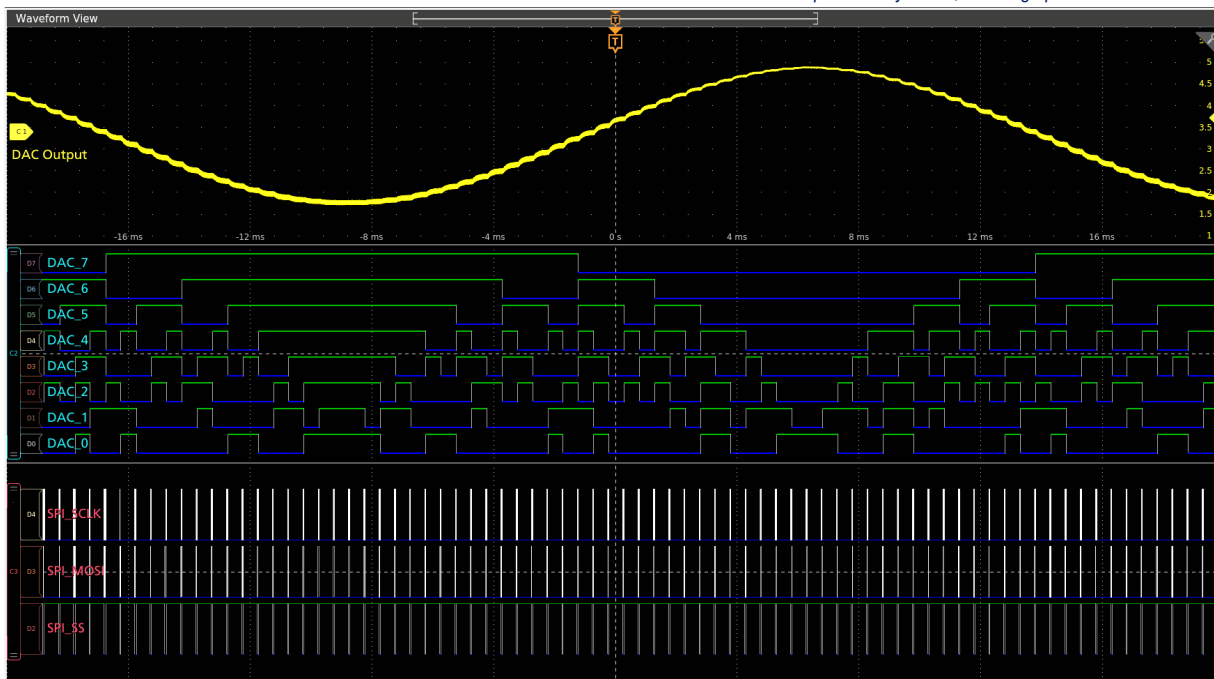 Waveform View
T
T
5
4.5
4
3.5
3
2.5
2
1.5
1
C1
DAC Output
-16 ms
-12 ms
-8 ms
-4 ms
0 s
4 ms
8 ms
12 ms
16 ms
D7 DAC_7
D6 DAC_6
D5 DAC_5
D4 DAC_4
C2
D3 DAC_3
D2 DAC_2
D1 DAC_1
D0 DAC_0
D4 SPI_SCLK
C3 D3 SPI_MOSI
D2 SPI_SS